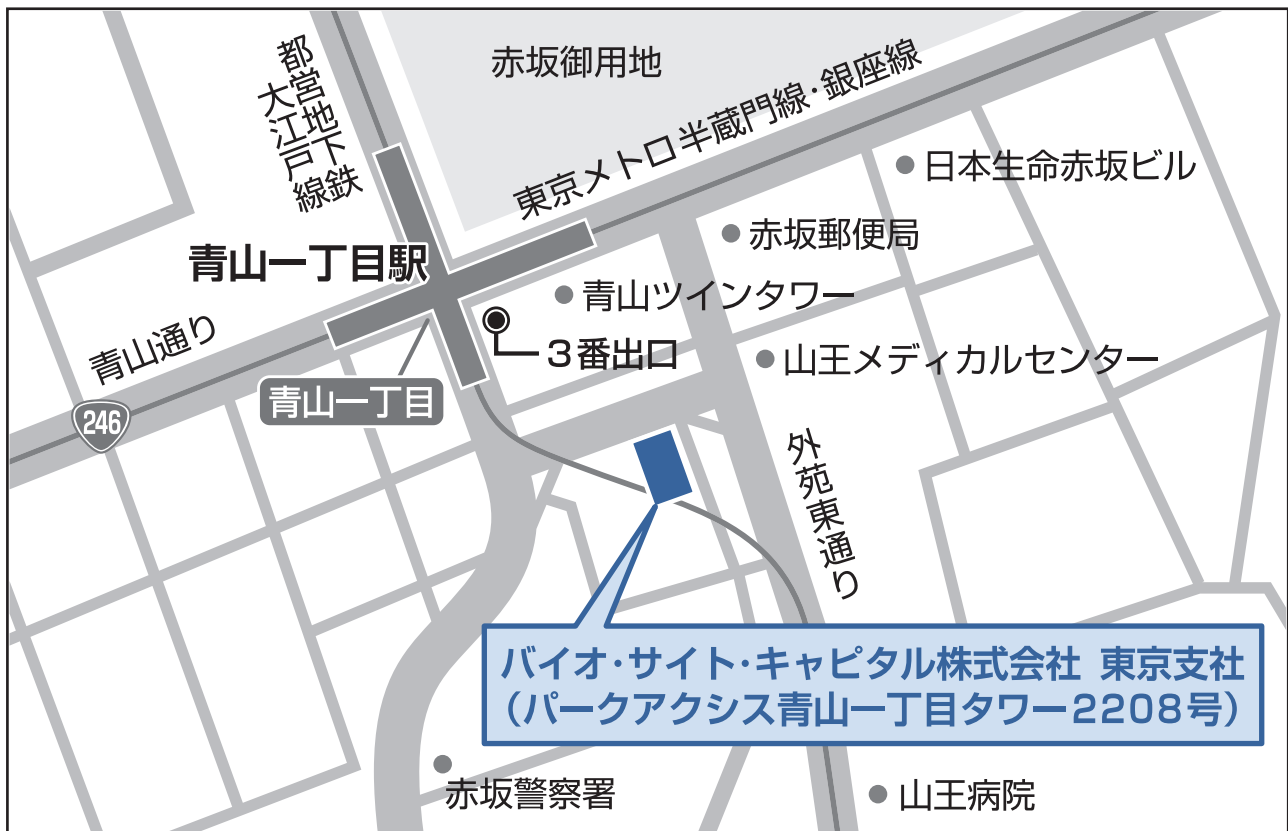 赤坂御用地
都営地下鉄
大江戸線
東京メトロ半蔵門線・銀座線
日本生命赤坂ビル
赤坂郵便局
青山一丁目駅
青山ツインタワー
青山通り
3番出口
山王メディカルセンター
青山一丁目
246
外苑東通り
バイオ・サイト・キャピタル株式会社 東京支社
（パークアクシス青山一丁目タワー2208号）
赤坂警察署
山王病院